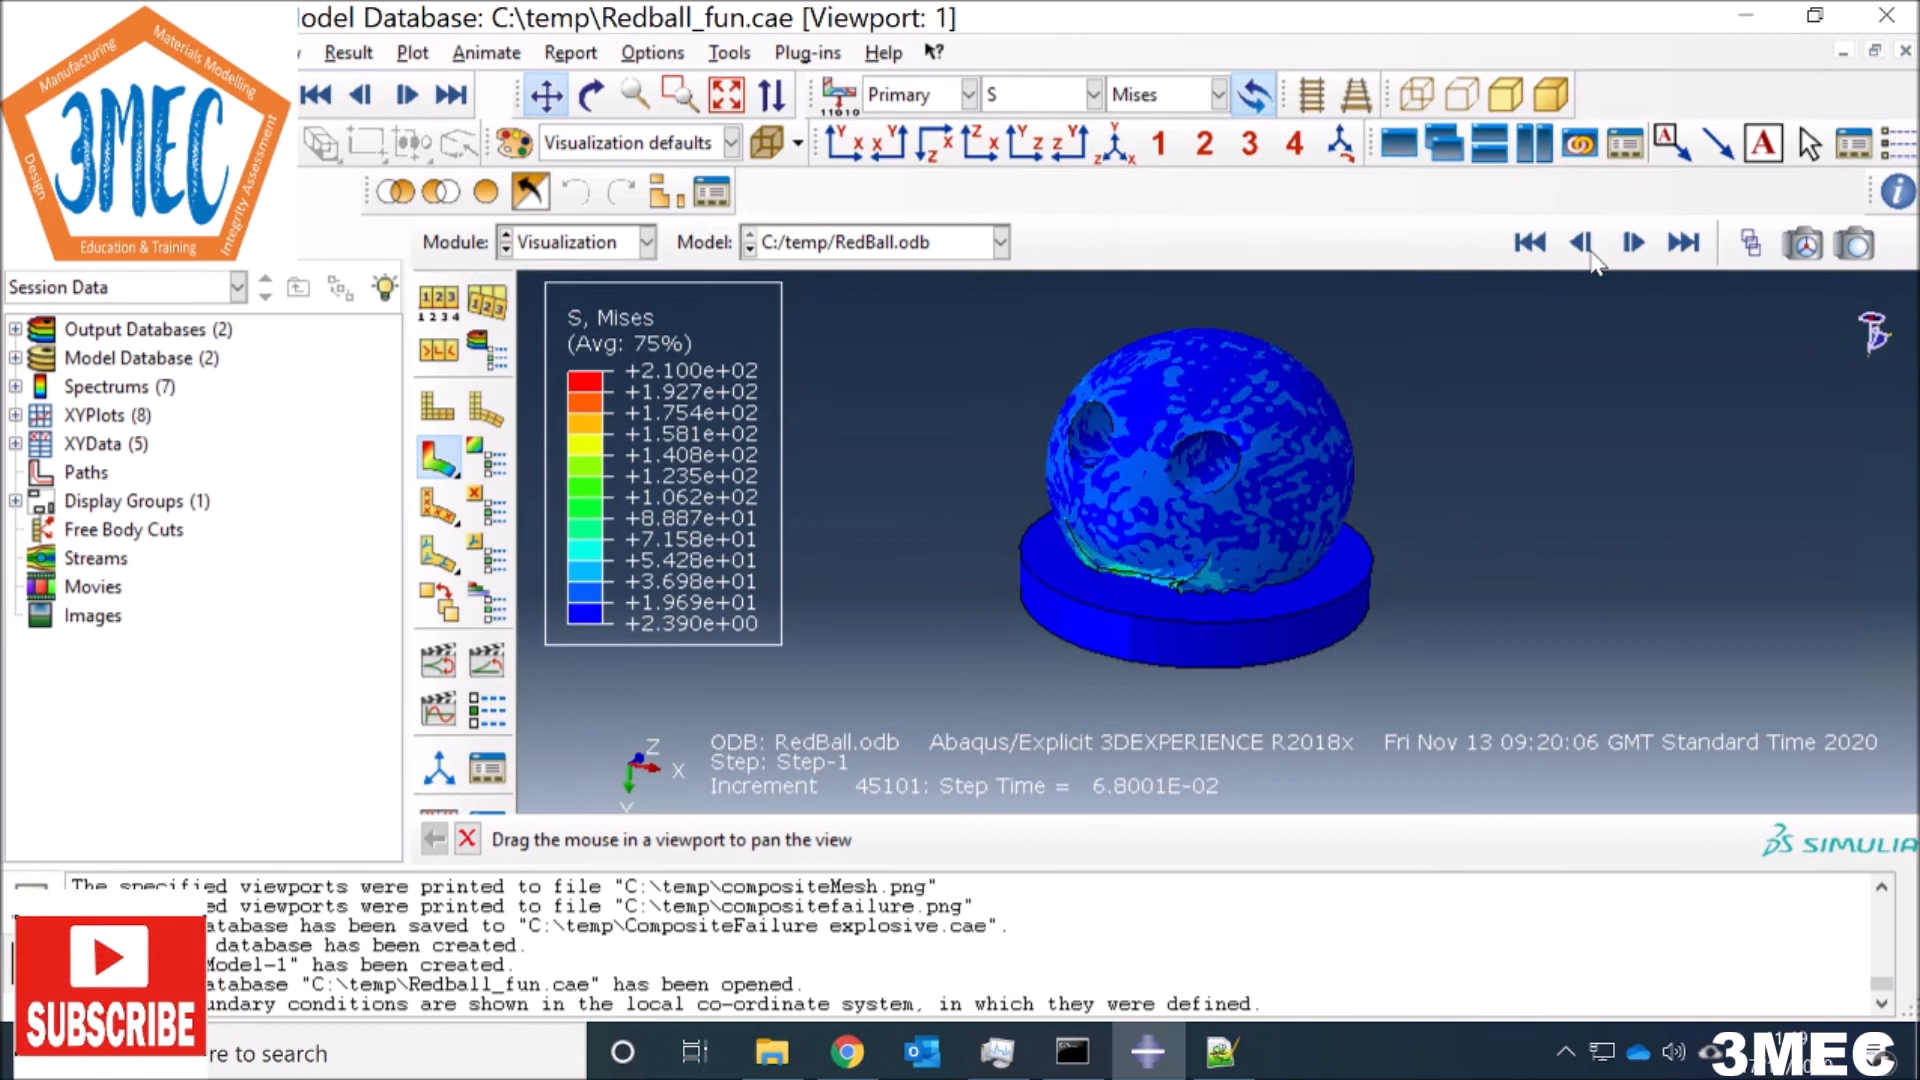 Model Database: C:\temp\Redball_fun.cae [Viewport: 1]
Manufacturing
Materials Modelling
3MEC
Design
Integrity Assessment
Education & Training
Result Plot Animate Report Options Tools Plug-ins Help
Primary S Mises
Visualization defaults
1 2 3 4
Module: Visualization Model: C:/temp/RedBall.odb
Session Data
Output Databases (2)
Model Database (2)
Spectrums (7)
XYPlots (8)
XYData (5)
Paths
Display Groups (1)
Free Body Cuts
Streams
Movies
Images
S, Mises
(Avg: 75%)
+2.100e+02
+1.927e+02
+1.754e+02
+1.581e+02
+1.408e+02
+1.235e+02
+1.062e+02
+8.887e+01
+7.158e+01
+5.428e+01
+3.698e+01
+1.969e+01
+2.390e+00
Z
X
Y
ODB: RedBall.odb Abaqus/Explicit 3DEXPERIENCE R2018x Fri Nov 13 09:20:06 GMT Standard Time 2020
Step: Step-1
Increment 45101: Step Time = 6.8001E-02
Drag the mouse in a viewport to pan the view
SIMULIA
The specified viewports were printed to file "C:\temp\compositeMesh.png"
ed viewports were printed to file "C:\temp\compositefailure.png"
atabase has been saved to "C:\temp\CompositeFailure explosive.cae".
database has been created.
Model-1" has been created.
atabase "C:\temp\Redball_fun.cae" has been opened.
undary conditions are shown in the local co-ordinate system, in which they were defined.
SUBSCRIBE
re to search
3MEC